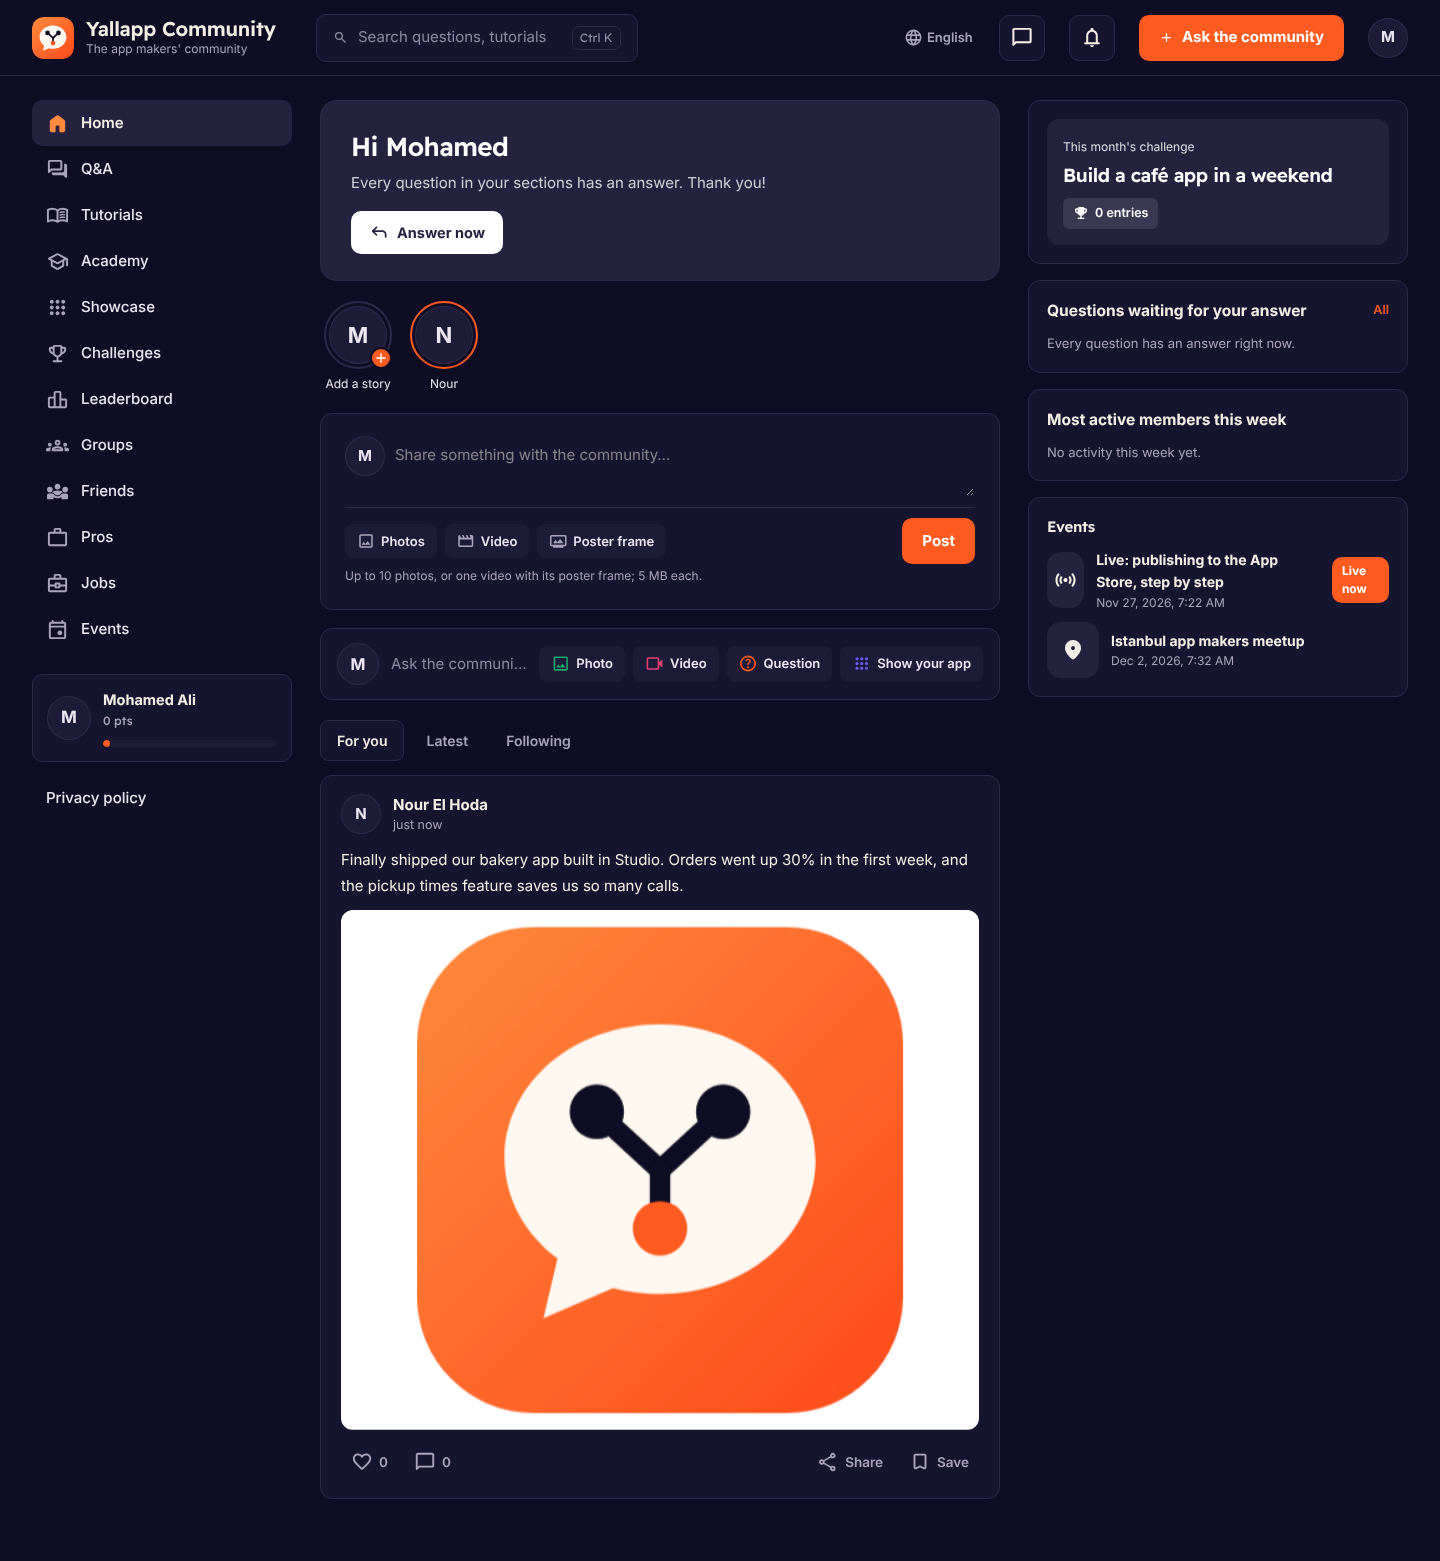 Yallapp Community
The app makers' community
Search questions, tutorials
Ctrl K
English
Ask the community
M
Home
Q&A
Tutorials
Academy
Showcase
Challenges
Leaderboard
Groups
Friends
Pros
Jobs
Events
M
Mohamed Ali
0 pts
Privacy policy
Hi Mohamed
Every question in your sections has an answer. Thank you!
Answer now
M
N
Add a story
Nour
M
Share something with the community...
Photos
Video
Poster frame
Post
Up to 10 photos, or one video with its poster frame; 5 MB each.
M
Ask the communi...
Photo
Video
Question
Show your app
For you
Latest
Following
N
Nour El Hoda
just now
Finally shipped our bakery app built in Studio. Orders went up 30% in the first week, and
the pickup times feature saves us so many calls.
0
0
Share
Save
This month's challenge
Build a café app in a weekend
0 entries
Questions waiting for your answer
All
Every question has an answer right now.
Most active members this week
No activity this week yet.
Events
Live: publishing to the App
Store, step by step
Nov 27, 2026, 7:22 AM
Live
now
Istanbul app makers meetup
Dec 2, 2026, 7:32 AM